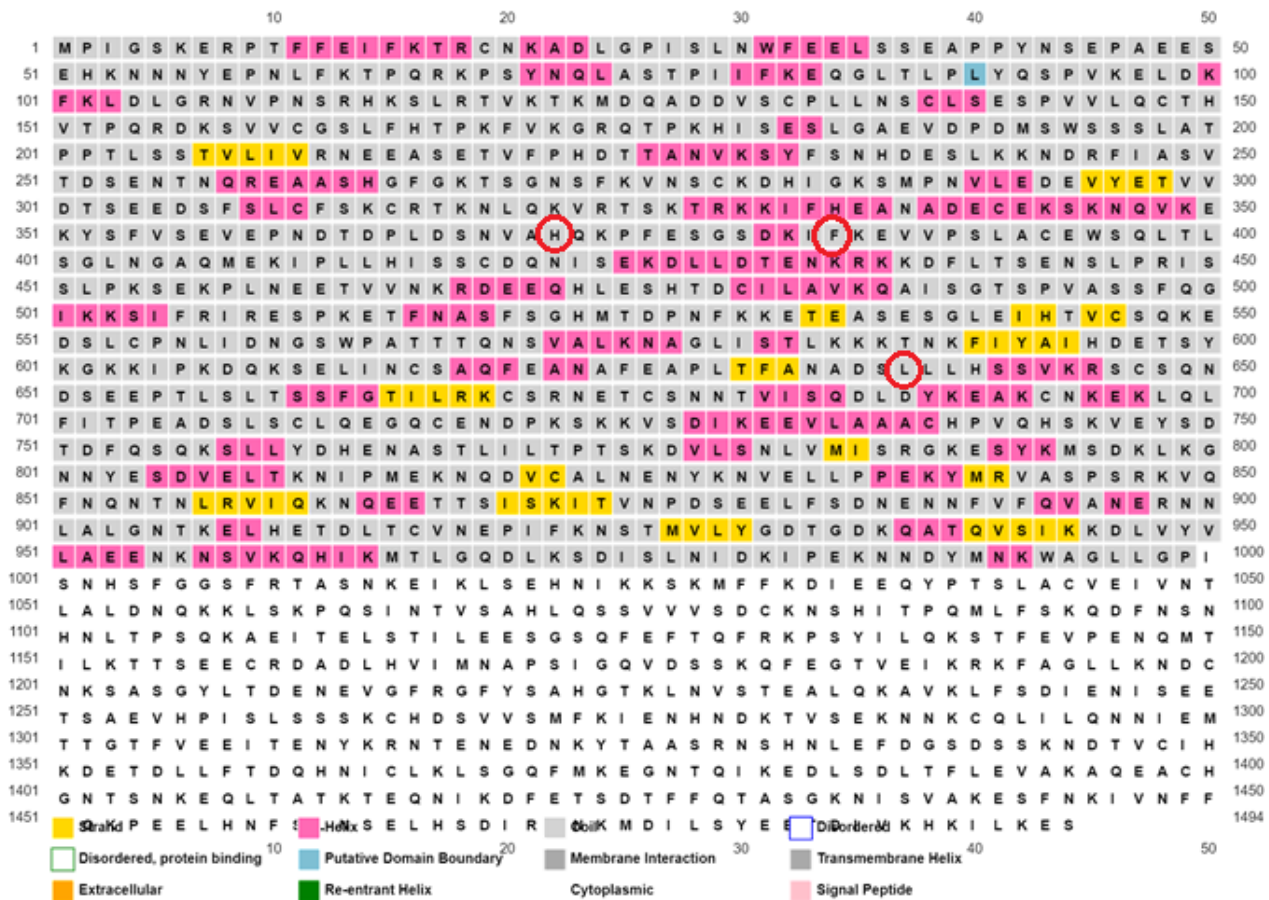 10 20 30 40 50
1 M P I G S K E R P T F F E I F K T R C N K A D L G P I S L N W F E E L S S E A P P Y N S E P A E E S 50
51 E H K N N N Y E P N L F K T P Q R K P S Y N Q L A S T P I I F K E Q G L T L P L Y Q S P V K E L D K 100
101 F K L D L G R N V P N S R H K S L R T V K T K M D Q A D D V S C P L L N S C L S E S P V V L Q C T H 150
151 V T P Q R D K S V V C G S L F H T P K F V K G R Q T P K H I S E S L G A E V D P D M S W S S S L A T 200
201 P P T L S S T V L I V R N E E A S E T V F P H D T T A N V K S Y F S N H D E S L K K N D R F I A S V 250
251 T D S E N T N Q R E A A S H G F G K T S G N S F K V N S C K D H I G K S M P N V L E D E V Y E T V V 300
301 D T S E E D S F S L C F S K C R T K N L Q K V R T S K T R K K I F H E A N A D E C E K S K N Q V K E 350
351 K Y S F V S E V E P N D T D P L D S N V A H Q K P F E S G S D K I F K E V V P S L A C E W S Q L T L 400
401 S G L N G A Q M E K I P L L H I S S C D Q N I S E K D L L D T E N K R K K D F L T S E N S L P R I S 450
451 S L P K S E K P L N E E T V V N K R D E E Q H L E S H T D C I L A V K Q A I S G T S P V A S S F Q G 500
501 I K K S I F R I R E S P K E T F N A S F S G H M T D P N F K K E T E A S E S G L E I H T V C S Q K E 550
551 D S L C P N L I D N G S W P A T T T Q N S V A L K N A G L I S T L K K K T N K F I Y A I H D E T S Y 600
601 K G K K I P K D Q K S E L I N C S A Q F E A N A F E A P L T F A N A D S L L L H S S V K R S C S Q N 650
651 D S E E P T L S L T S S F G T I L R K C S R N E T C S N N T V I S Q D L D Y K E A K C N K E K L Q L 700
701 F I T P E A D S L S C L Q E G Q C E N D P K S K K V S D I K E E V L A A A C H P V Q H S K V E Y S D 750
751 T D F Q S Q K S L L Y D H E N A S T L I L T P T S K D V L S N L V M I S R G K E S Y K M S D K L K G 800
801 N N Y E S D V E L T K N I P M E K N Q D V C A L N E N Y K N V E L L P P E K Y M R V A S P S R K V Q 850
851 F N Q N T N L R V I Q K N Q E E T T S I S K I T V N P D S E E L F S D N E N N F V F Q V A N E R N N 900
901 L A L G N T K E L H E T D L T C V N E P I F K N S T M V L Y G D T G D K Q A T Q V S I K K D L V Y V 950
951 L A E E N K N S V K Q H I K M T L G Q D L K S D I S L N I D K I P E K N N D Y M N K W A G L L G P I 1000
1001 S N H S F G G S F R T A S N K E I K L S E H N I K K S K M F F K D I E E Q Y P T S L A C V E I V N T 1050
1051 L A L D N Q K K L S K P Q S I N T V S A H L Q S S V V V S D C K N S H I T P Q M L F S K Q D F N S N 1100
1101 H N L T P S Q K A E I T E L S T I L E E S G S Q F E F T Q F R K P S Y I L Q K S T F E V P E N Q M T 1150
1151 I L K T T S E E C R D A D L H V I M N A P S I G Q V D S S K Q F E G T V E I K R K F A G L L K N D C 1200
1201 N K S A S G Y L T D E N E V G F R G F Y S A H G T K L N V S T E A L Q K A V K L F S D I E N I S E E 1250
1251 T S A E V H P I S L S S S K C H D S V V S M F K I E N H N D K T V S E K N N K C Q L I L Q N N I E M 1300
1301 T T G T F V E E I T E N Y K R N T E N E D N K Y T A A S R N S H N L E F D G S D S S K N D T V C I H 1350
1351 K D E T D L L F T D Q H N I C L K L S G Q F M K E G N T Q I K E D L S D L T F L E V A K A Q E A C H 1400
1401 G N T S N K E Q L T A T K T E Q N I K D F E T S D T F F Q T A S G K N I S V A K E S F N K I V N F F 1450
1451 Q K P E E L H N F S N S E L H S D I R N K M D I L S Y E E D V K H K I L K E S 1494
Strand Helix Coil Disordered
10 20 30 40 50
Disordered, protein binding Putative Domain Boundary Membrane Interaction Transmembrane Helix
Extracellular Re-entrant Helix Cytoplasmic Signal Peptide